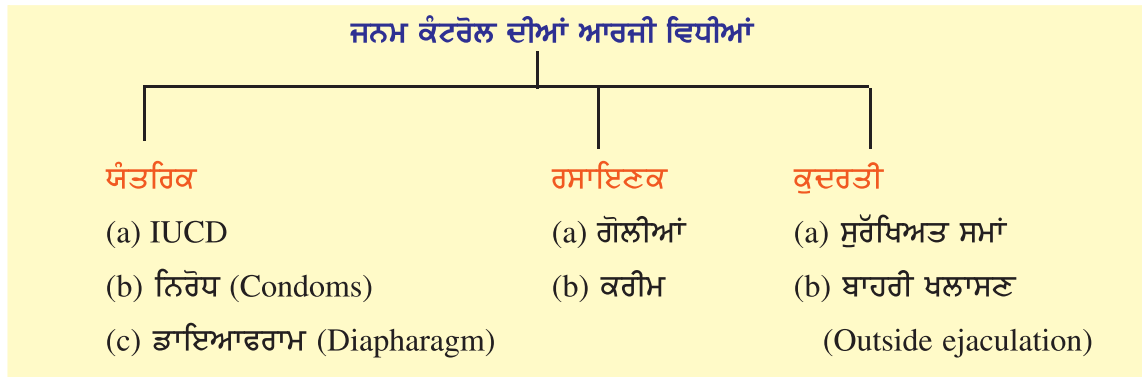 ਜਨਮ ਕੰਟਰੋਲ ਦੀਆਂ ਆਰਜੀ ਵਿਧੀਆਂ
ਯੰਤਰਿਕ
(a) IUCD
(b) ਨਿਰੋਧ (Condoms)
(c) ਡਾਇਆਫਰਾਮ (Diapharagm)
ਰਸਾਇਣਕ
(a) ਗੋਲੀਆਂ
(b) ਕਰੀਮ
ਕੁਦਰਤੀ
(a) ਸੁਰੱਖਿਅਤ ਸਮਾਂ
(b) ਬਾਹਰੀ ਖਲਾਸਣ
(Outside ejaculation)